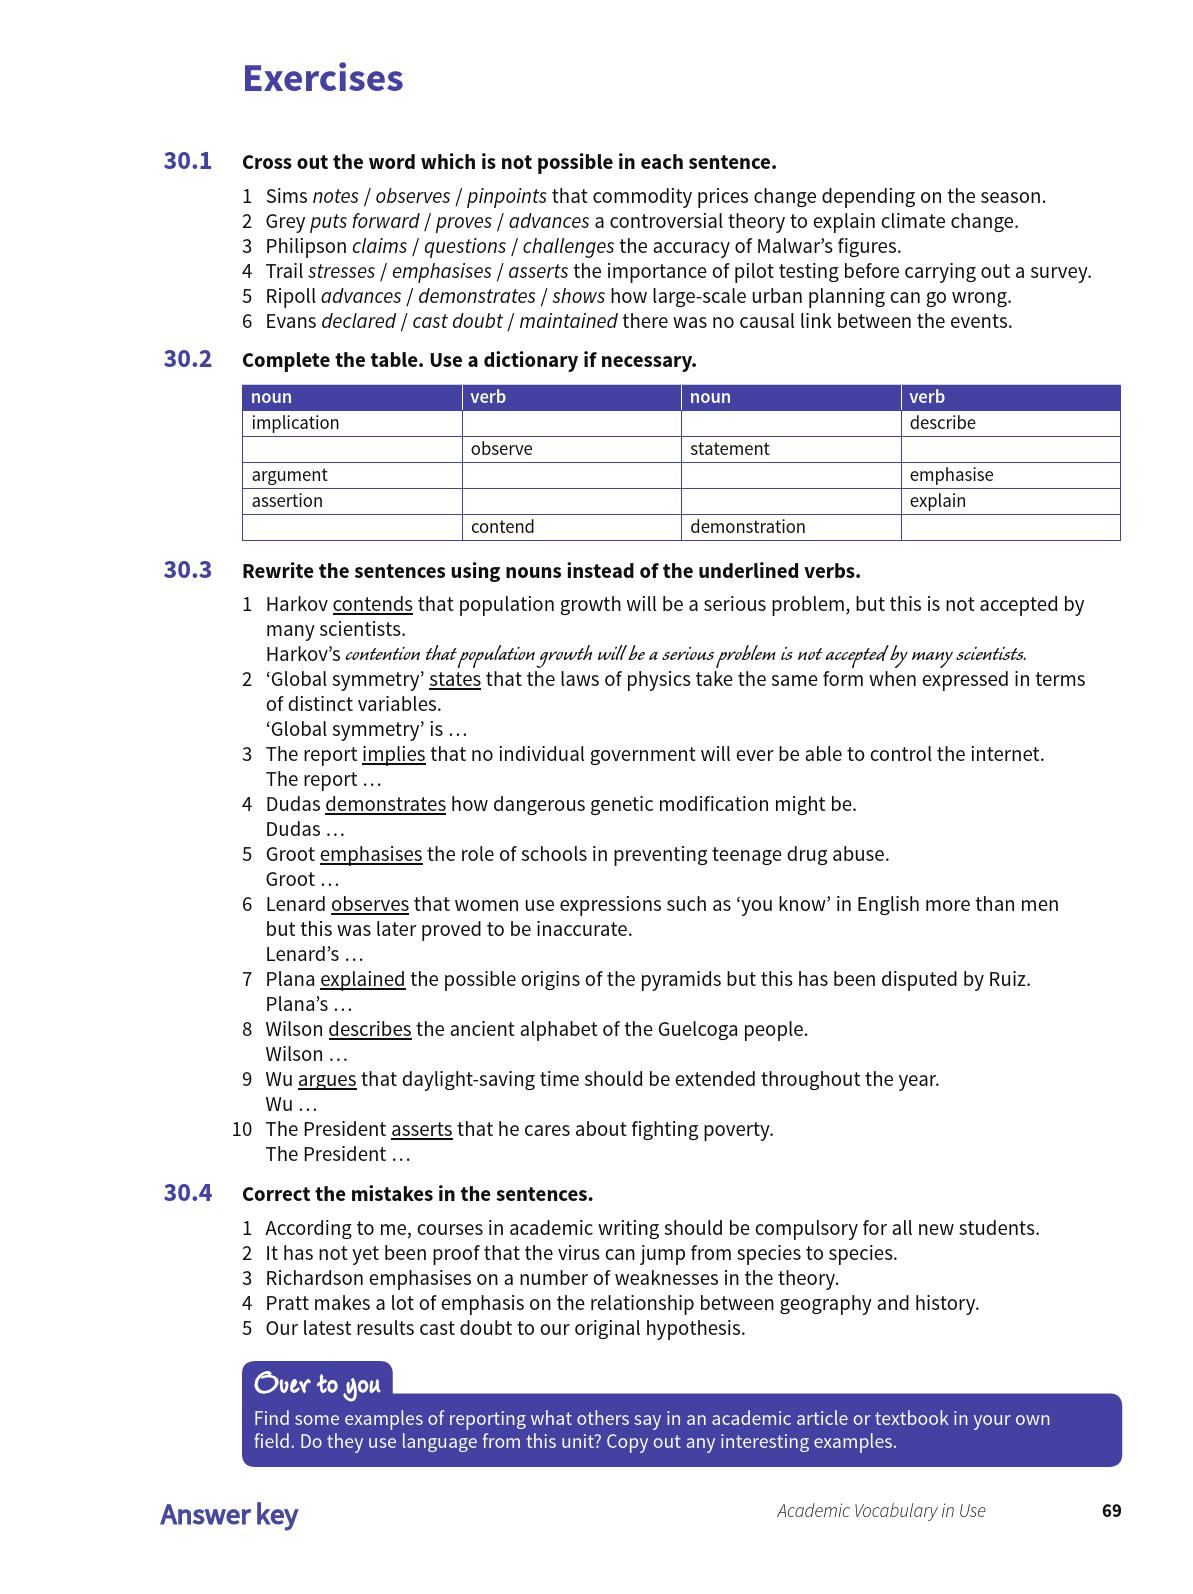 Exercises
30.1 Cross out the word which is not possible in each sentence.
1 Sims notes / observes / pinpoints that commodity prices change depending on the season.
2 Grey puts forward / proves / advances a controversial theory to explain climate change.
3 Philipson claims / questions / challenges the accuracy of Malwar’s figures.
4 Trail stresses / emphasises / asserts the importance of pilot testing before carrying out a survey.
5 Ripoll advances / demonstrates / shows how large-scale urban planning can go wrong.
6 Evans declared / cast doubt / maintained there was no causal link between the events.
30.2 Complete the table. Use a dictionary if necessary.
noun verb noun verb
implication describe
observe statement
argument emphasise
assertion explain
contend demonstration
30.3 Rewrite the sentences using nouns instead of the underlined verbs.
1 Harkov contends that population growth will be a serious problem, but this is not accepted by
many scientists.
Harkov’s contention that population growth will be a serious problem is not accepted by many scientists.
2 ‘Global symmetry’ states that the laws of physics take the same form when expressed in terms
of distinct variables.
‘Global symmetry’ is …
3 The report implies that no individual government will ever be able to control the internet.
The report …
4 Dudas demonstrates how dangerous genetic modification might be.
Dudas …
5 Groot emphasises the role of schools in preventing teenage drug abuse.
Groot …
6 Lenard observes that women use expressions such as ‘you know’ in English more than men
but this was later proved to be inaccurate.
Lenard’s …
7 Plana explained the possible origins of the pyramids but this has been disputed by Ruiz.
Plana’s …
8 Wilson describes the ancient alphabet of the Guelcoga people.
Wilson …
9 Wu argues that daylight-saving time should be extended throughout the year.
Wu …
10 The President asserts that he cares about fighting poverty.
The President …
30.4 Correct the mistakes in the sentences.
1 According to me, courses in academic writing should be compulsory for all new students.
2 It has not yet been proof that the virus can jump from species to species.
3 Richardson emphasises on a number of weaknesses in the theory.
4 Pratt makes a lot of emphasis on the relationship between geography and history.
5 Our latest results cast doubt to our original hypothesis.
Over to you
Find some examples of reporting what others say in an academic article or textbook in your own
field. Do they use language from this unit? Copy out any interesting examples.
Answer key Academic Vocabulary in Use 69